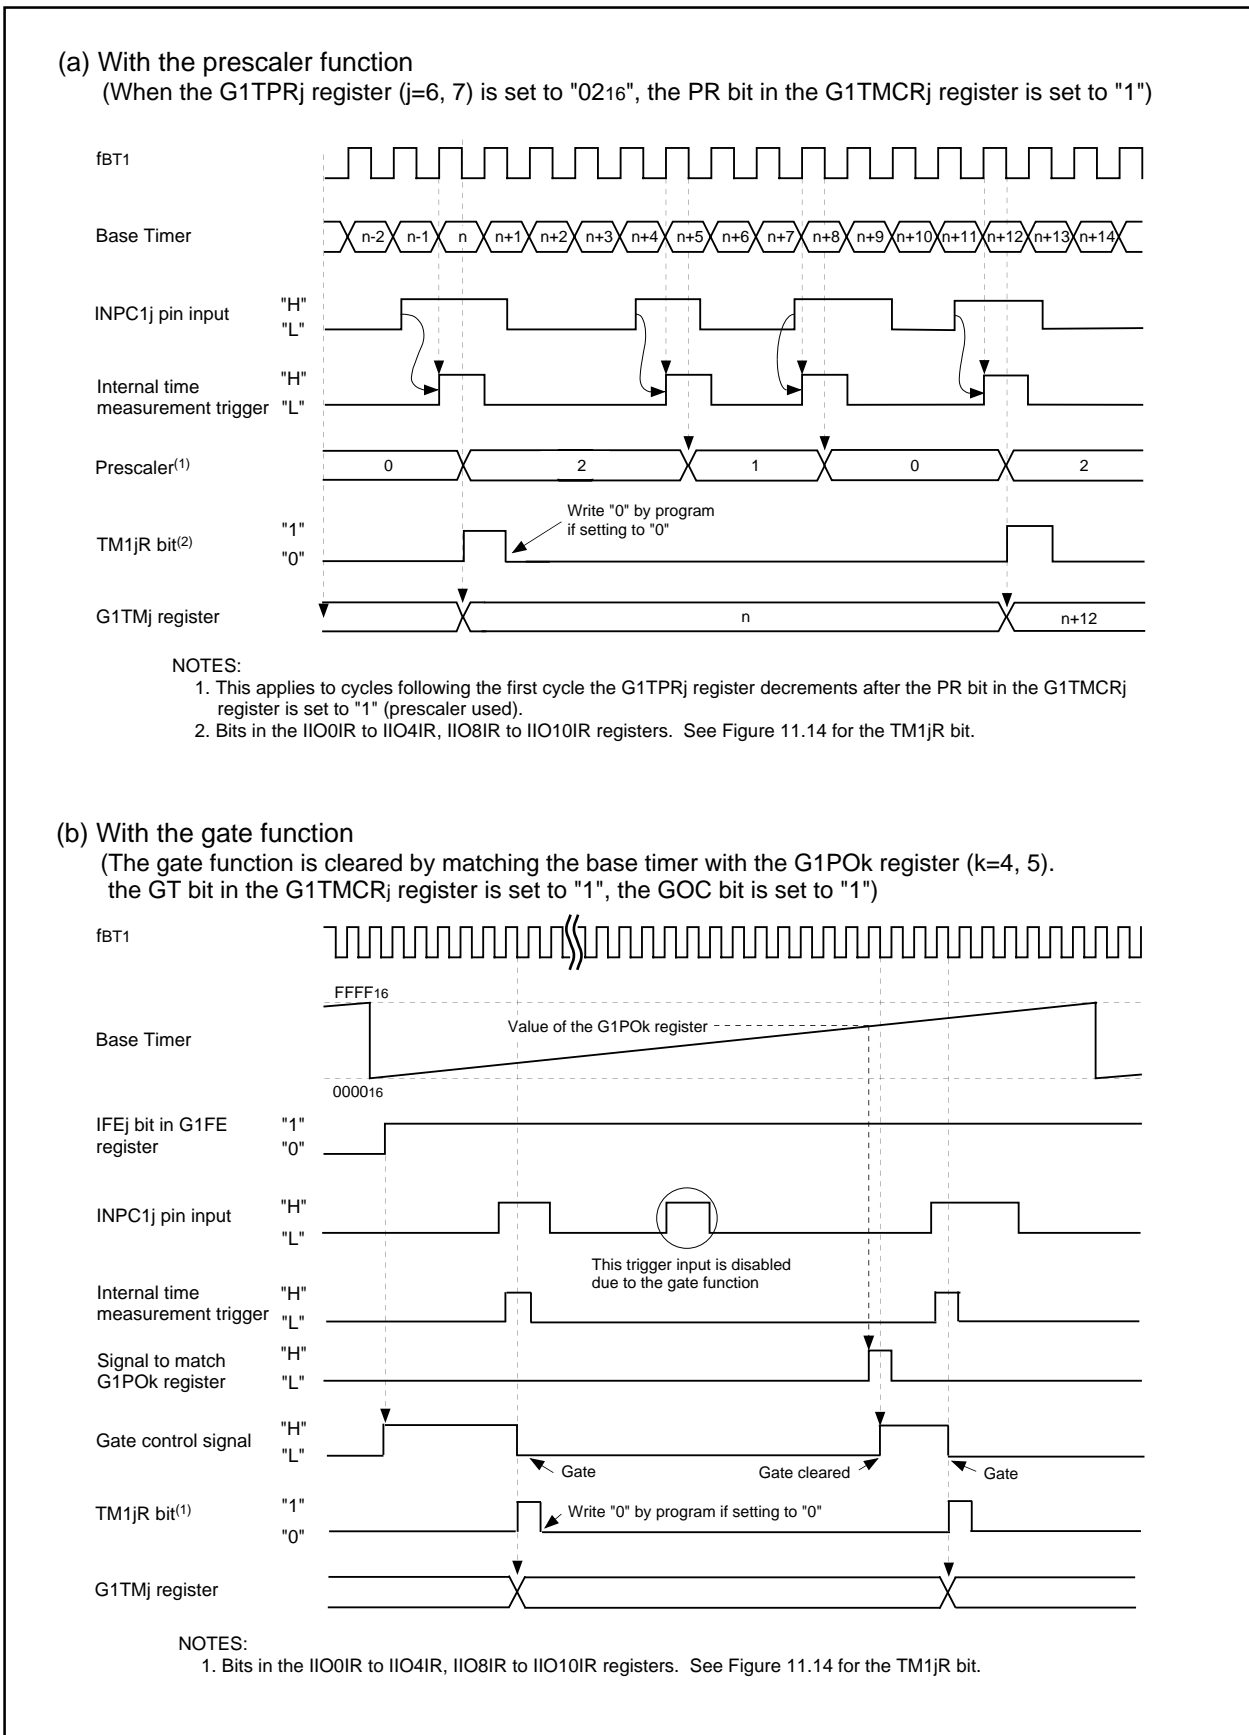 (a) With the prescaler function
(When the G1TPRj register (j=6, 7) is set to "0216", the PR bit in the G1TMCRj register is set to "1")
fBT1
Base Timer
n-2 n-1 n n+1 n+2 n+3 n+4 n+5 n+6 n+7 n+8 n+9 n+10 n+11 n+12 n+13 n+14
INPC1j pin input
"H"
"L"
Internal time
measurement trigger
"H"
"L"
Prescaler(1)
0 2 1 0 2
Write "0" by program
if setting to "0"
TM1jR bit(2)
"1"
"0"
G1TMj register
n n+12
NOTES:
1. This applies to cycles following the first cycle the G1TPRj register decrements after the PR bit in the G1TMCRj
register is set to "1" (prescaler used).
2. Bits in the IIO0IR to IIO4IR, IIO8IR to IIO10IR registers. See Figure 11.14 for the TM1jR bit.
(b) With the gate function
(The gate function is cleared by matching the base timer with the G1POk register (k=4, 5).
the GT bit in the G1TMCRj register is set to "1", the GOC bit is set to "1")
fBT1
FFFF16
Value of the G1POk register
Base Timer
000016
IFEj bit in G1FE
register
"1"
"0"
INPC1j pin input
"H"
"L"
This trigger input is disabled
due to the gate function
Internal time
measurement trigger
"H"
"L"
Signal to match
G1POk register
"H"
"L"
Gate control signal
"H"
"L"
Gate
Gate cleared
Gate
TM1jR bit(1)
"1"
"0"
Write "0" by program if setting to "0"
G1TMj register
NOTES:
1. Bits in the IIO0IR to IIO4IR, IIO8IR to IIO10IR registers. See Figure 11.14 for the TM1jR bit.